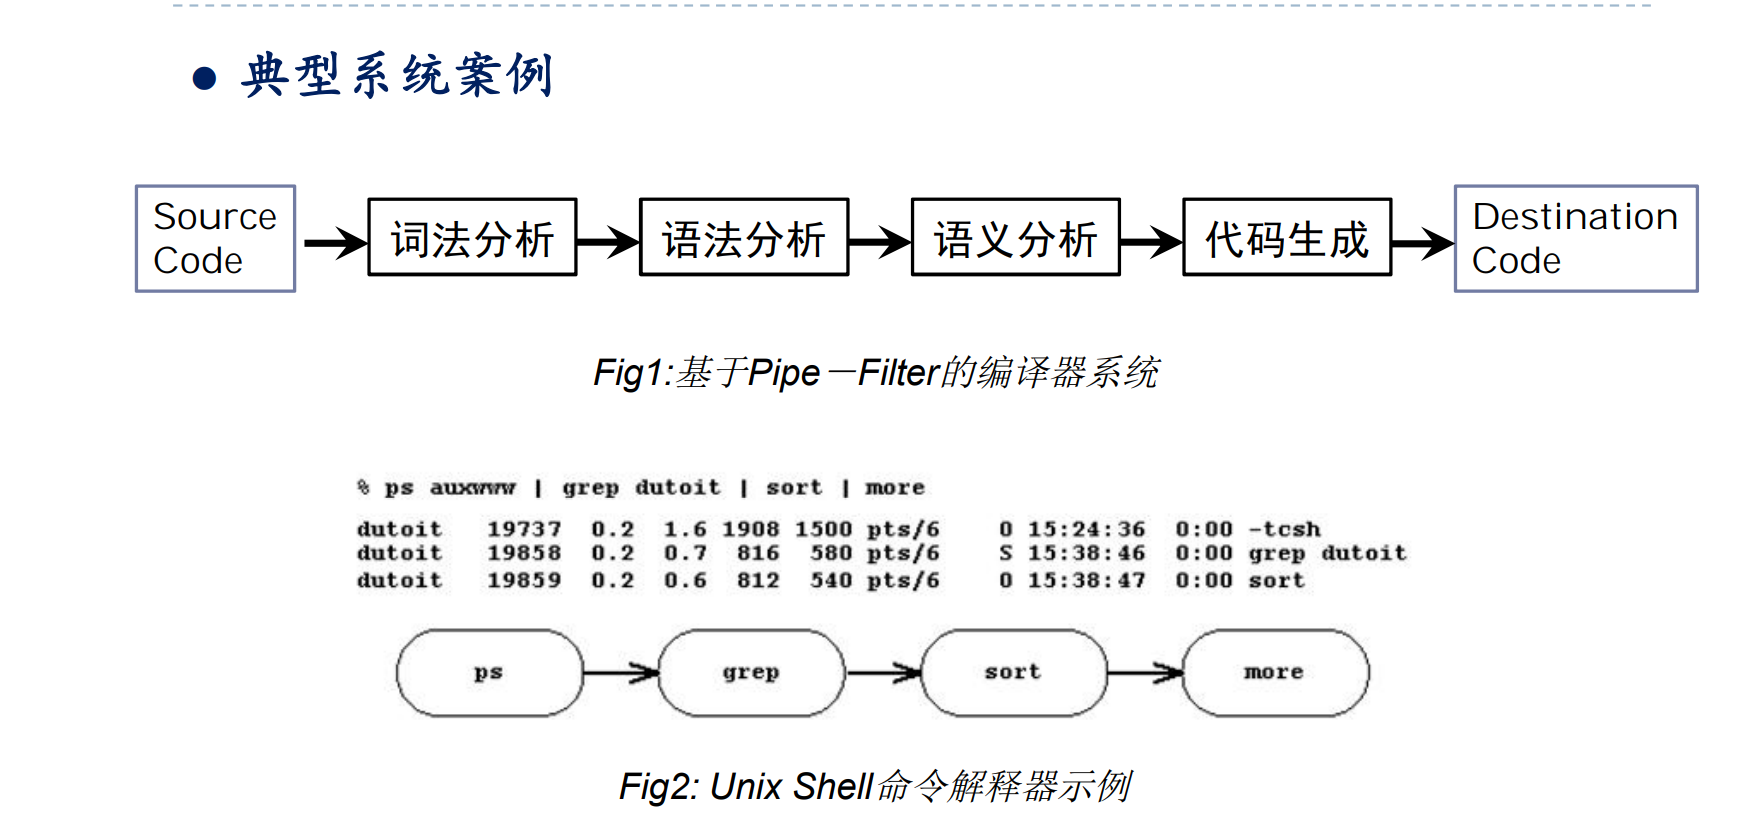 ● 典型系统案例
Source
Code
词法分析
语法分析
语义分析
代码生成
Destination
Code
Fig1:基于Pipe－Filter的编译器系统
% ps auxwww | grep dutoit | sort | more
dutoit 19737 0.2 1.6 1908 1500 pts/6 O 15:24:36 0:00 -tcsh
dutoit 19858 0.2 0.7 816 580 pts/6 S 15:38:46 0:00 grep dutoit
dutoit 19859 0.2 0.6 812 540 pts/6 O 15:38:47 0:00 sort
ps
grep
sort
more
Fig2: Unix Shell命令解释器示例